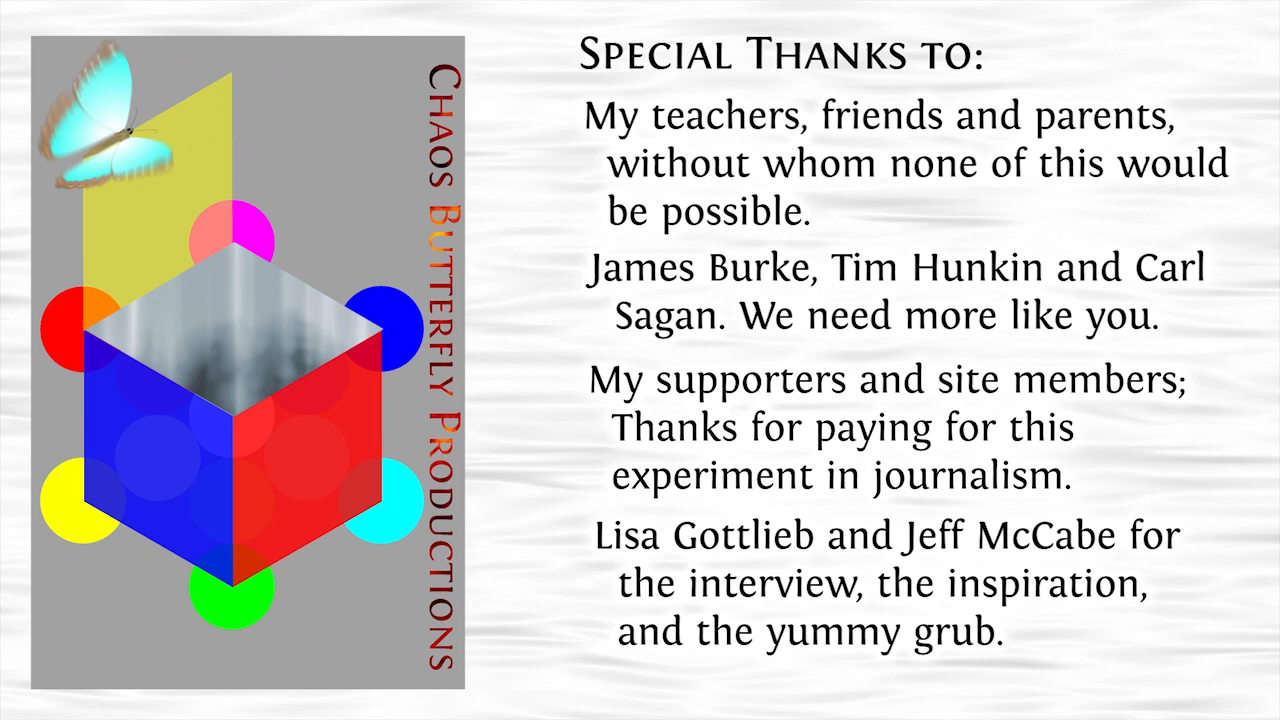 Chaos Butterfly Productions
Special Thanks to:
My teachers, friends and parents,
without whom none of this would
be possible.
James Burke, Tim Hunkin and Carl
Sagan. We need more like you.
My supporters and site members;
Thanks for paying for this
experiment in journalism.
Lisa Gottlieb and Jeff McCabe for
the interview, the inspiration,
and the yummy grub.